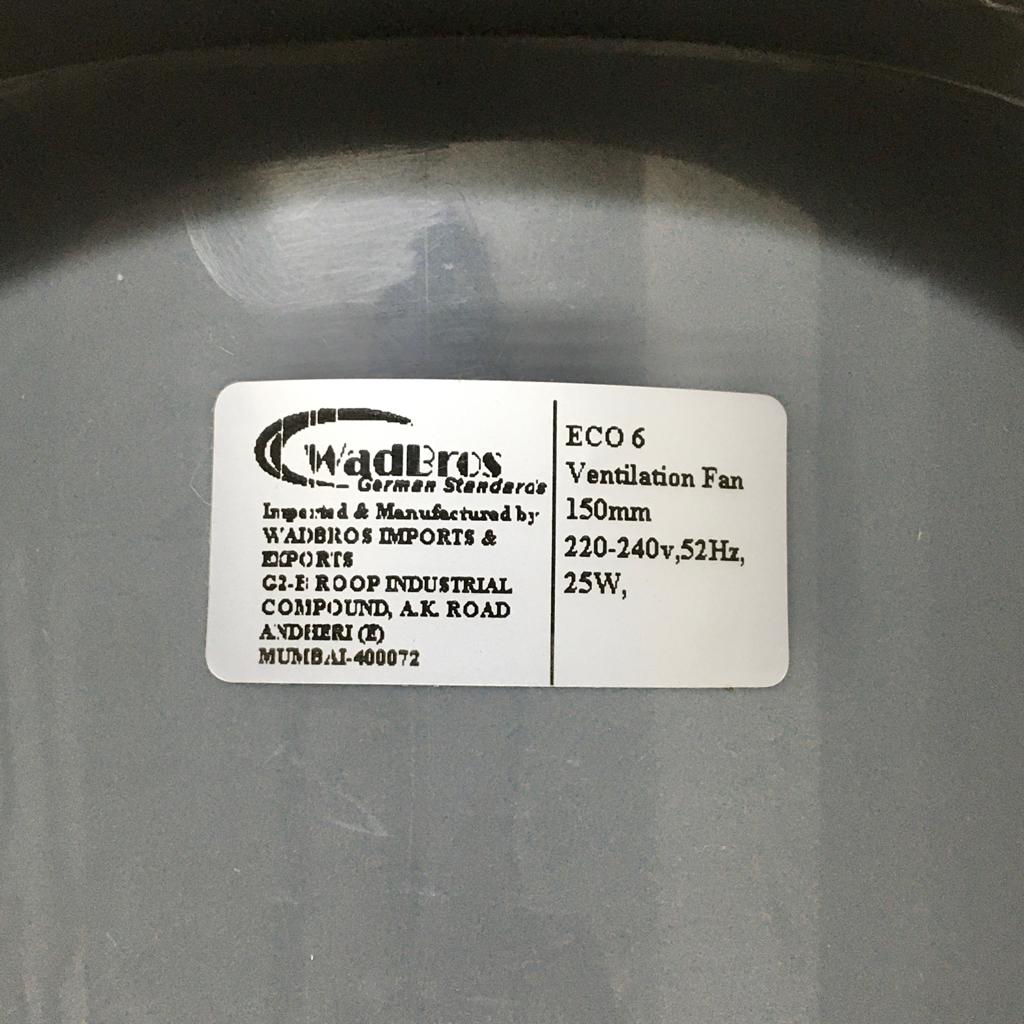 WadBros
German Standards
Imported & Manufactured by
WADBROS IMPORTS &
EXPORTS
ROOP INDUSTRIAL
COMPOUND, A.K. ROAD
ANDHERI (E)
MUMBAI-400072
ECO 6
Ventilation Fan
150mm
220-240v,52Hz,
25W,